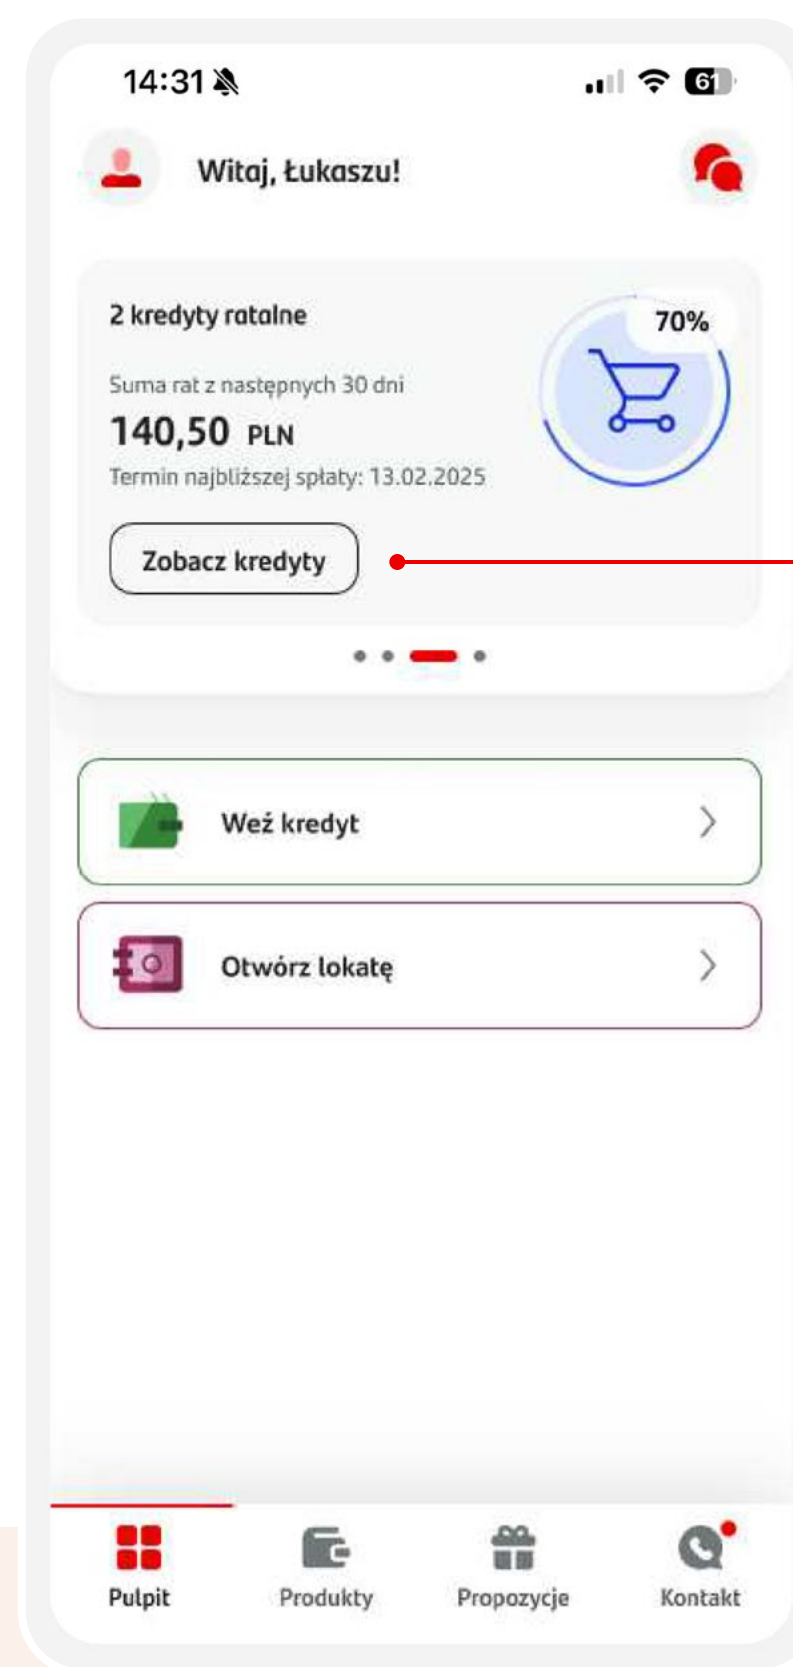 14:31
61
Witaj, Łukaszu!
2 kredyty ratalne
70%
Suma rat z następnych 30 dni
140,50 PLN
Termin najbliższej spłaty: 13.02.2025
Zobacz kredyty
Weź kredyt
Otwórz lokatę
Pulpit
Produkty
Propozycje
Kontakt